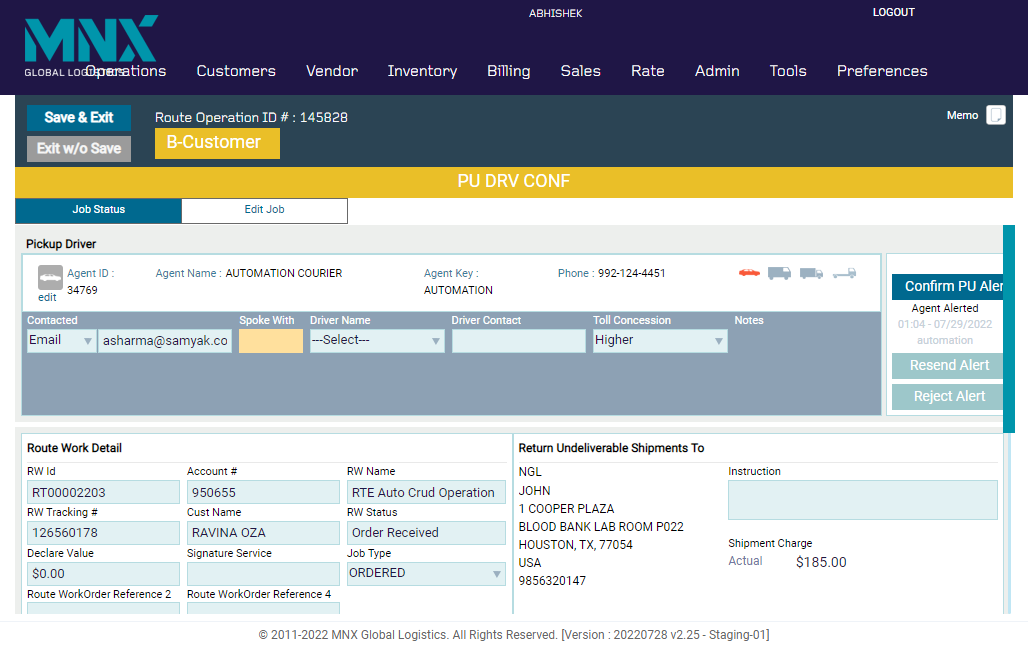 ABHISHEK
LOGOUT
MNX
GLOBAL LOGISTICS
Operations Customers Vendor Inventory Billing Sales Rate Admin Tools Preferences
Save & Exit
Route Operation ID # : 145828
Memo
Exit w/o Save
B-Customer
PU DRV CONF
Job Status
Edit Job
Pickup Driver
edit
Agent ID :
34769
Agent Name : AUTOMATION COURIER
Agent Key :
AUTOMATION
Phone : 992-124-4451
Contacted Spoke With Driver Name Driver Contact Toll Concession Notes
Email asharma@samyak.co ---Select--- Higher
Confirm PU Aler
Agent Alerted
01:04 - 07/29/2022
automation
Resend Alert
Reject Alert
Route Work Detail
RW Id Account # RW Name
RT00002203 950655 RTE Auto Crud Operation
RW Tracking # Cust Name RW Status
126560178 RAVINA OZA Order Received
Declare Value Signature Service Job Type
$0.00 ORDERED
Route WorkOrder Reference 2 Route WorkOrder Reference 4
Return Undeliverable Shipments To
NGL
JOHN
1 COOPER PLAZA
BLOOD BANK LAB ROOM P022
HOUSTON, TX, 77054
USA
9856320147
Instruction
Shipment Charge
Actual $185.00
© 2011-2022 MNX Global Logistics. All Rights Reserved. [Version : 20220728 v2.25 - Staging-01]